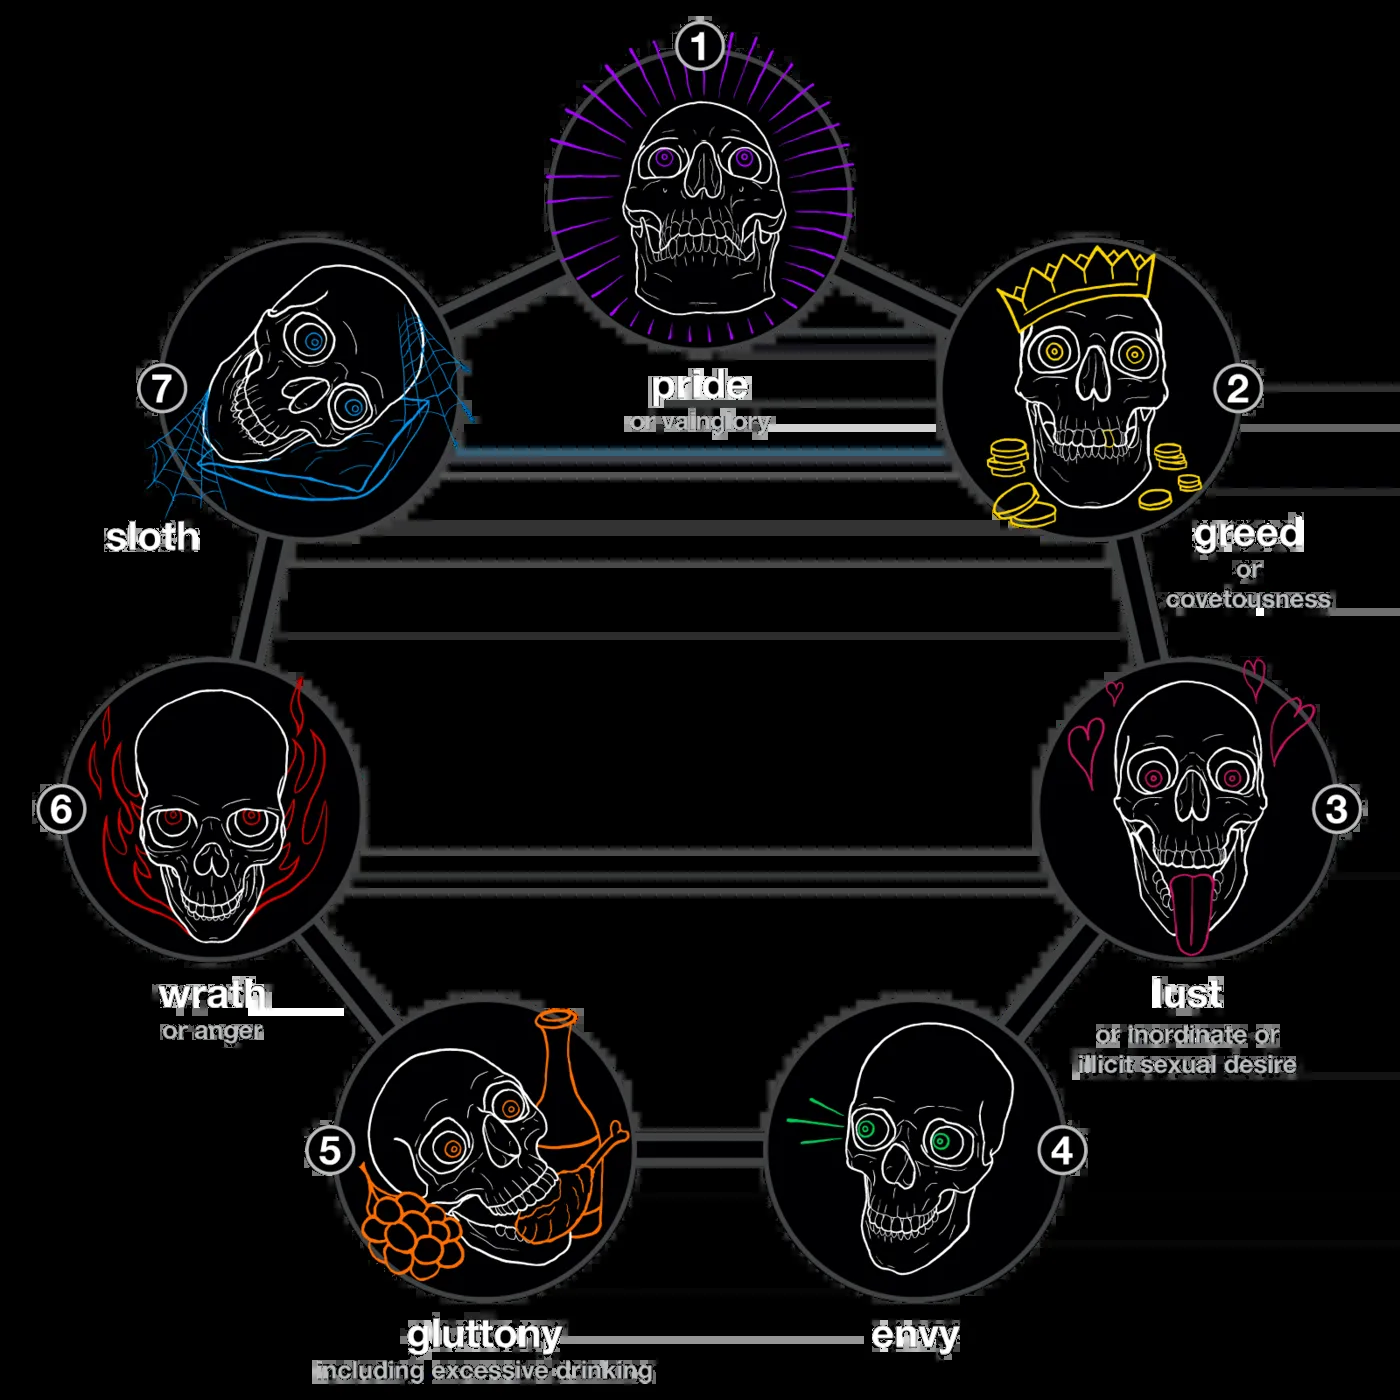 1
pride
or vainglory
2
greed
or
covetousness
3
lust
or inordinate or
illicit sexual desire
4
envy
5
gluttony
including excessive drinking
6
wrath
or anger
7
sloth